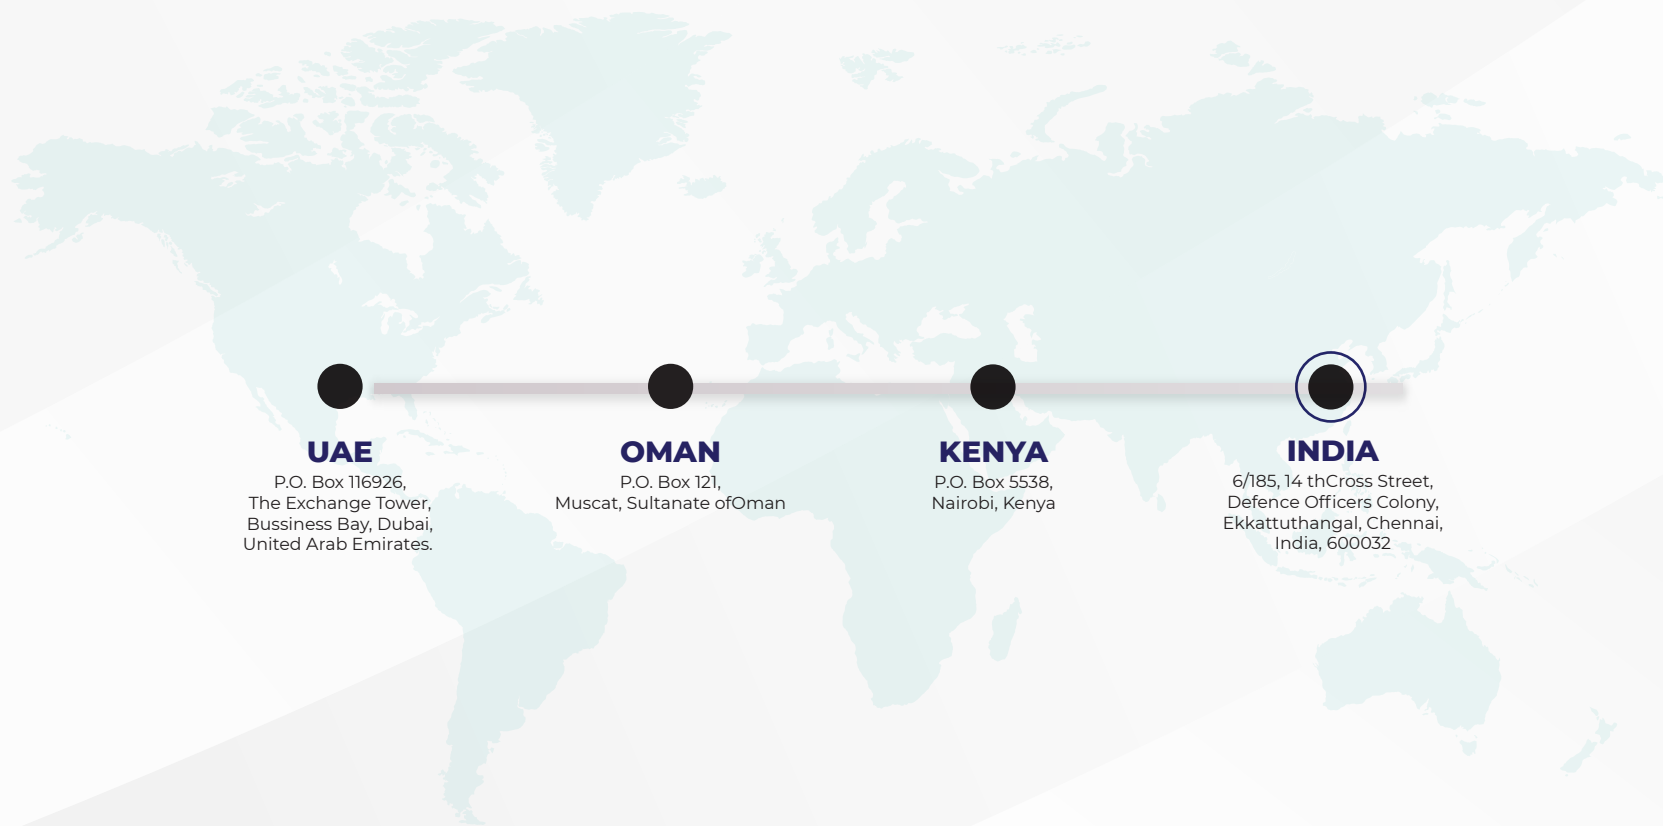 UAE
P.O. Box 116926,
The Exchange Tower,
Bussiness Bay, Dubai,
United Arab Emirates.
OMAN
P.O. Box 121,
Muscat, Sultanate ofOman
KENYA
P.O. Box 5538,
Nairobi, Kenya
INDIA
6/185, 14 thCross Street,
Defence Officers Colony,
Ekkattuthangal, Chennai,
India, 600032